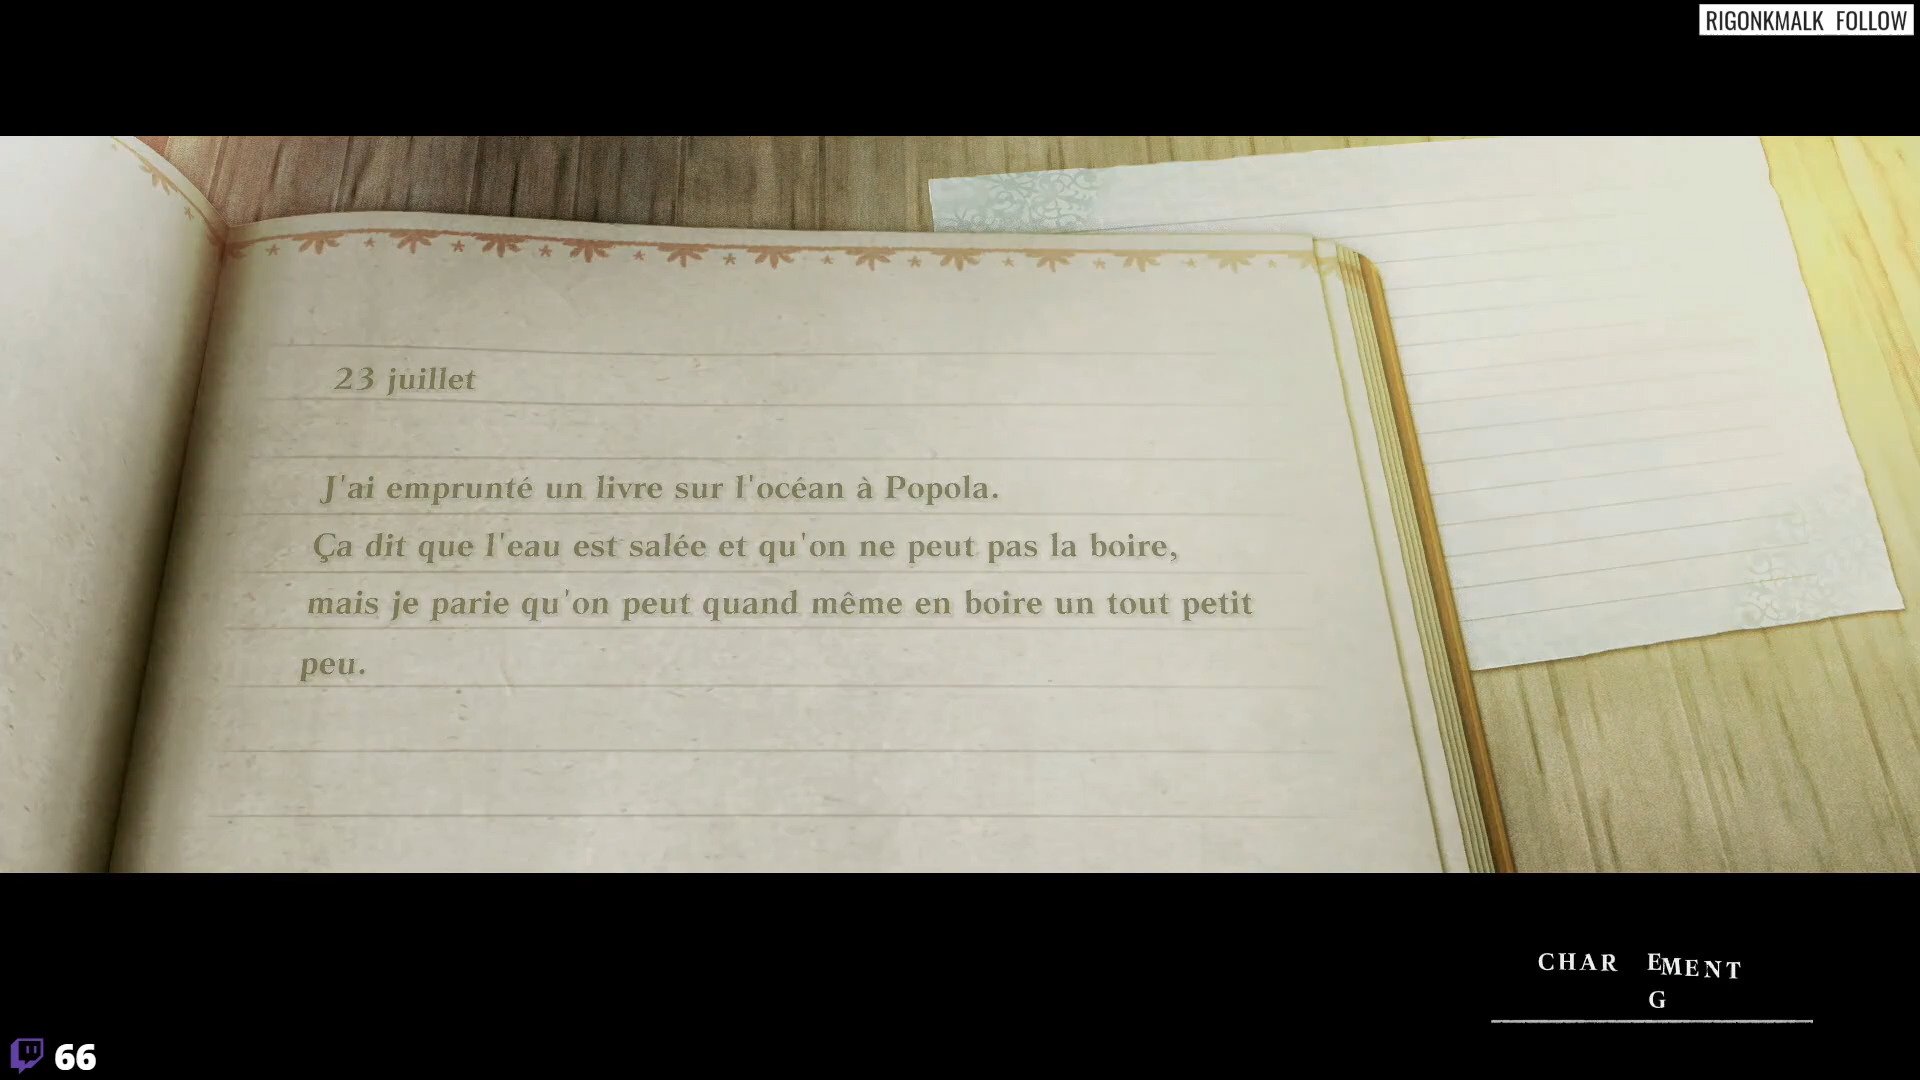 RIGONKMALK FOLLOW
23 juillet
J'ai emprunté un livre sur l'océan à Popola.
Ça dit que l'eau est salée et qu'on ne peut pas la boire,
mais je parie qu'on peut quand même en boire un tout petit
peu.
CHARGEMENT
66